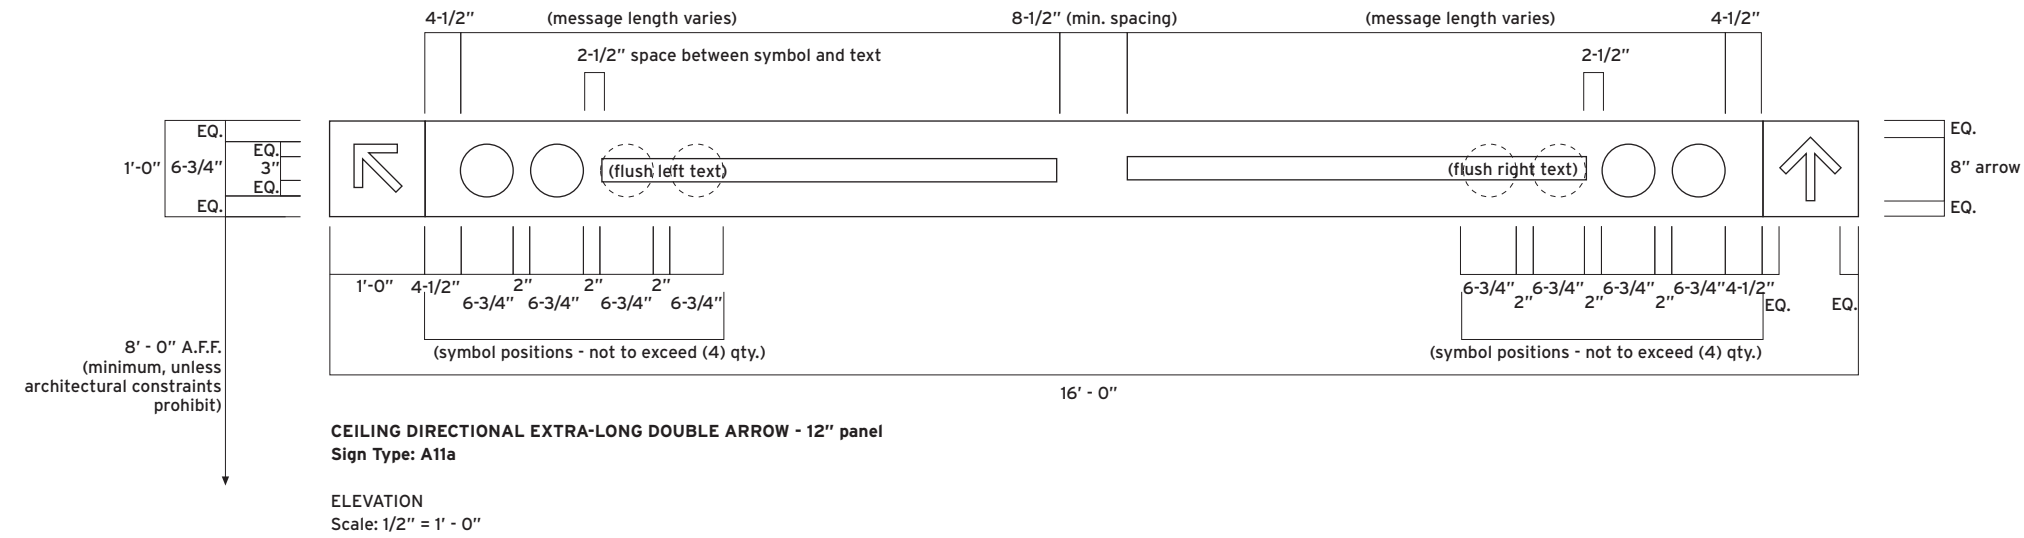 4-1/2”
(message length varies)
8-1/2” (min. spacing)
(message length varies)
4-1/2”
2-1/2” space between symbol and text
2-1/2”
EQ.
EQ.
1’-0”
6-3/4”
3”
EQ.
EQ.
(flush left text)
(flush right text)
EQ.
8” arrow
EQ.
1’-0”
4-1/2”
2”
2”
2”
6-3/4”
6-3/4”
6-3/4”
6-3/4”
6-3/4”
6-3/4”
6-3/4”
6-3/4”
4-1/2”
2”
2”
2”
EQ.
EQ.
(symbol positions - not to exceed (4) qty.)
(symbol positions - not to exceed (4) qty.)
8’ - 0” A.F.F.
(minimum, unless
architectural constraints
prohibit)
16’ - 0”
CEILING DIRECTIONAL EXTRA-LONG DOUBLE ARROW - 12” panel
Sign Type: A11a
ELEVATION
Scale: 1/2” = 1’ - 0”